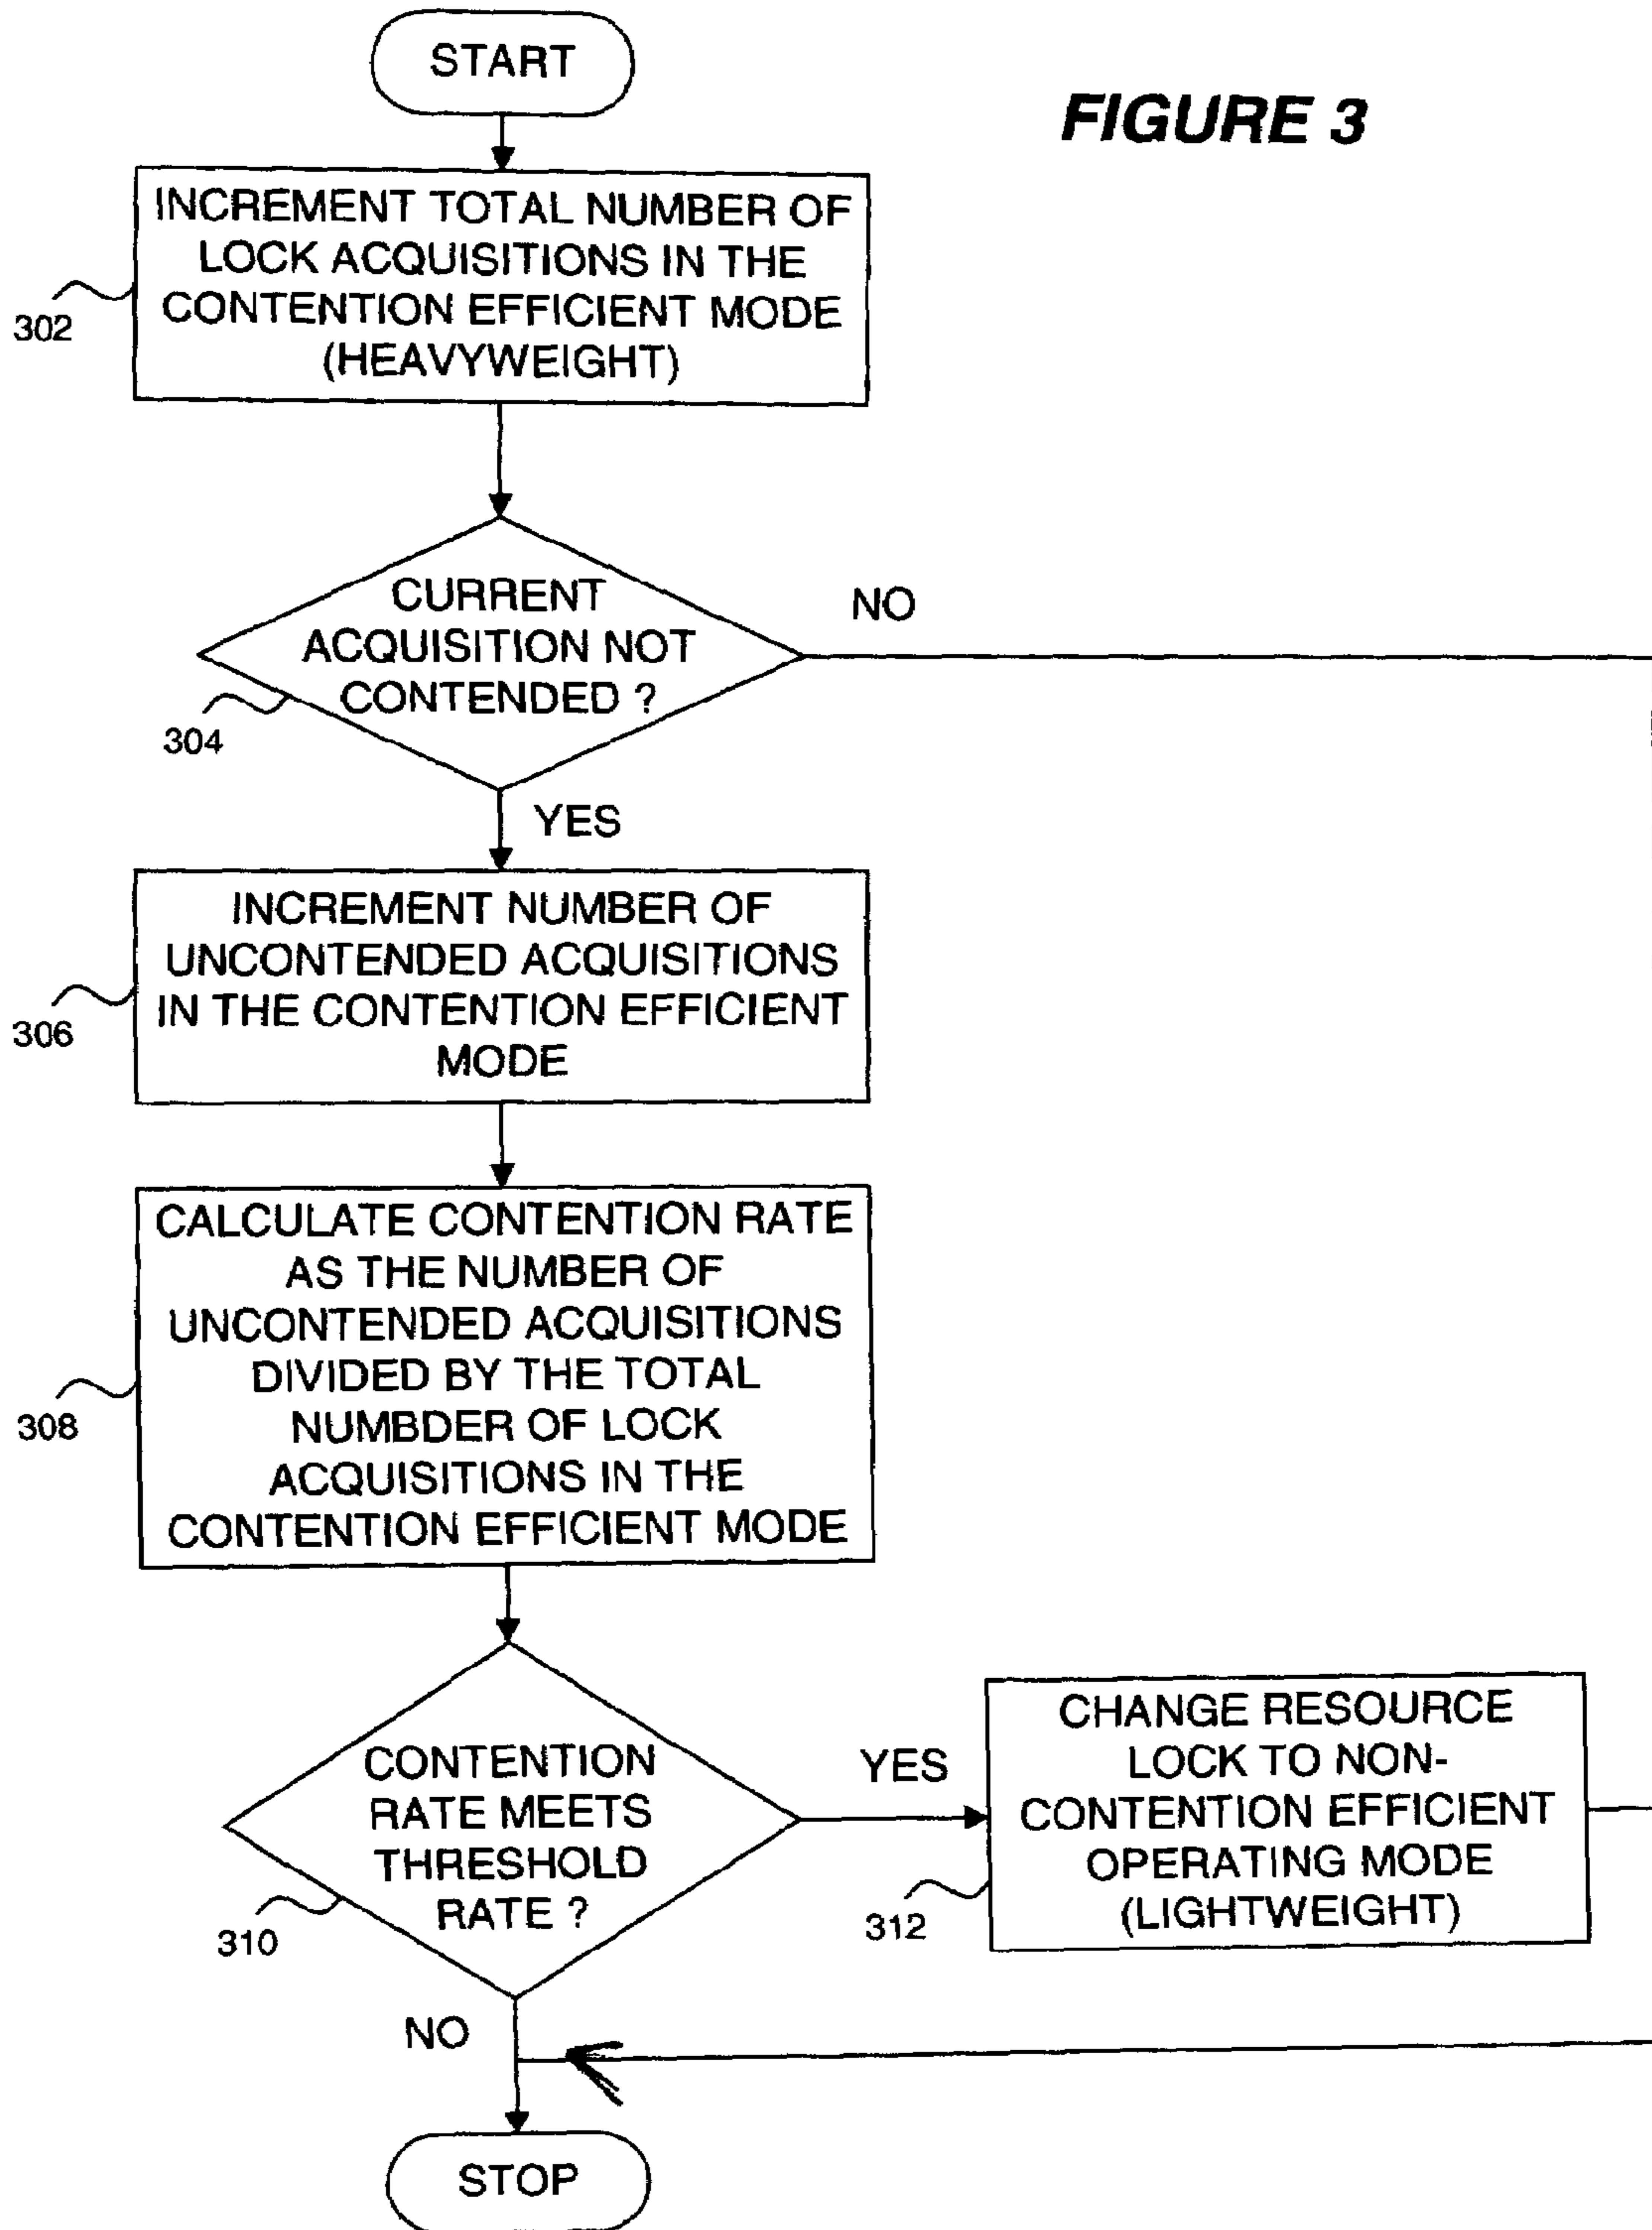 START
FIGURE 3
INCREMENT TOTAL NUMBER OF
LOCK ACQUISITIONS IN THE
CONTENTION EFFICIENT MODE
(HEAVYWEIGHT)
302
CURRENT
ACQUISITION NOT
CONTENDED ?
NO
304
YES
INCREMENT NUMBER OF
UNCONTENDED ACQUISITIONS
IN THE CONTENTION EFFICIENT
MODE
306
CALCULATE CONTENTION RATE
AS THE NUMBER OF
UNCONTENDED ACQUISITIONS
DIVIDED BY THE TOTAL
NUMBDER OF LOCK
ACQUISITIONS IN THE
CONTENTION EFFICIENT MODE
308
CONTENTION
RATE MEETS
THRESHOLD
RATE ?
310
YES
CHANGE RESOURCE
LOCK TO NON-
CONTENTION EFFICIENT
OPERATING MODE
(LIGHTWEIGHT)
312
NO
STOP